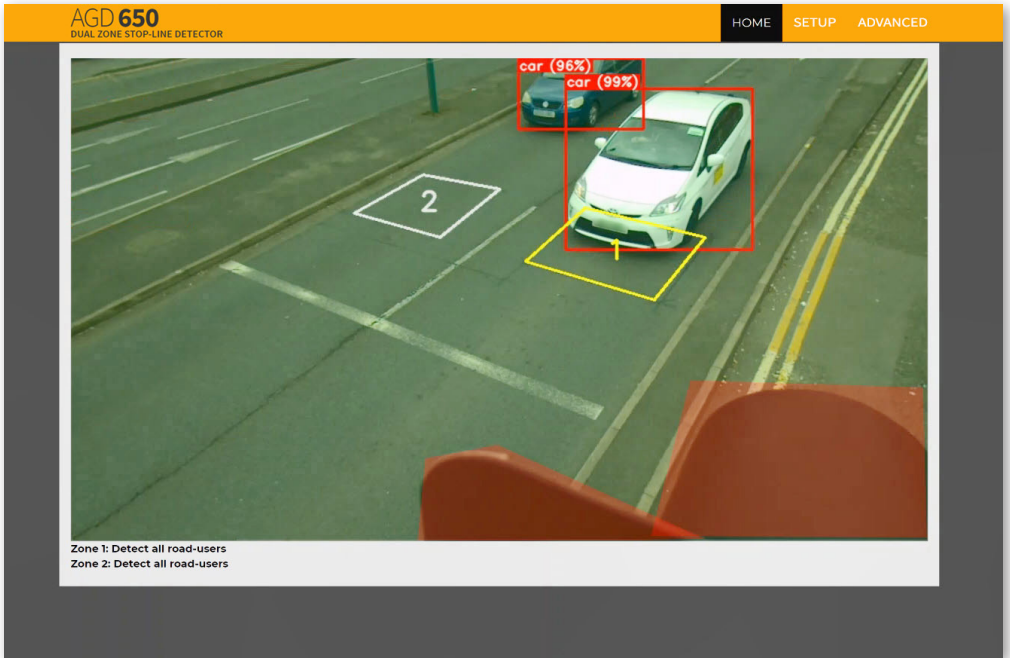 AGD 650
DUAL ZONE STOP-LINE DETECTOR
HOME SETUP ADVANCED
car (96%)
car (99%)
2
1
Zone 1: Detect all road-users
Zone 2: Detect all road-users